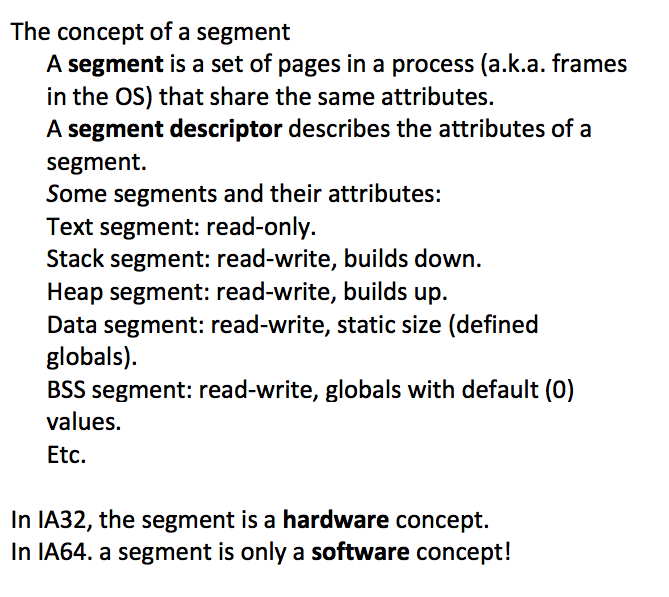 The concept of a segment
A segment is a set of pages in a process (a.k.a. frames
in the OS) that share the same attributes.
A segment descriptor describes the attributes of a
segment.
Some segments and their attributes:
Text segment: read-only.
Stack segment: read-write, builds down.
Heap segment: read-write, builds up.
Data segment: read-write, static size (defined
globals).
BSS segment: read-write, globals with default (0)
values.
Etc.
In IA32, the segment is a hardware concept.
In IA64. a segment is only a software concept!